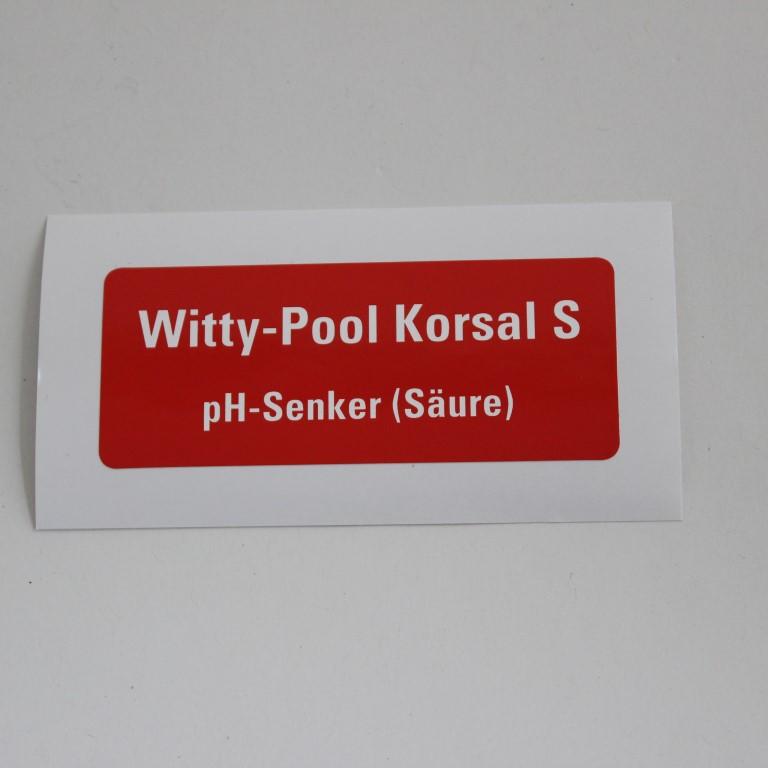 Witty-Pool Korsal S
pH-Senker (Säure)